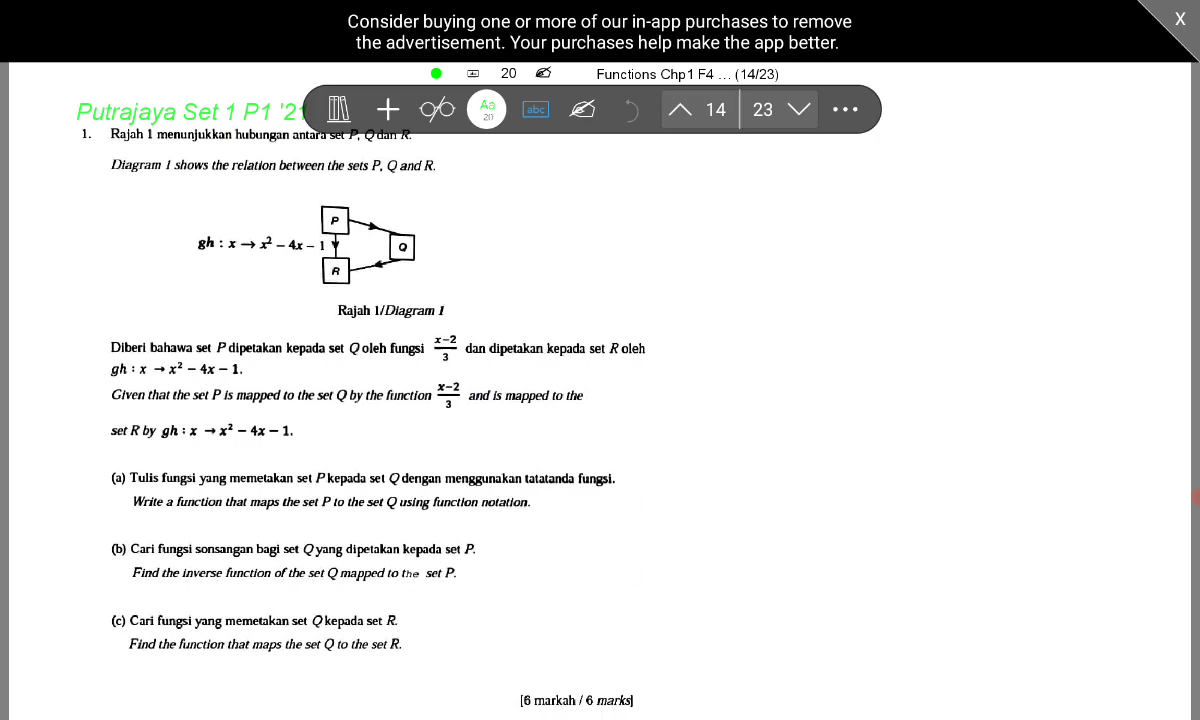 Consider buying one or more of our in-app purchases to remove
the advertisement. Your purchases help make the app better.
X
20 Functions Chp1 F4 ... (14/23)
Putrajaya Set 1 P1 '21
Aa
20
abc
14
23
1. Rajah 1 menunjukkan hubungan antara set P, Q dan R.
Diagram 1 shows the relation between the sets P, Q and R.
P
gh : x → x² − 4x − 1
Q
R
Rajah 1/Diagram 1
Diberi bahawa set P dipetakan kepada set Q oleh fungsi x−2/3 dan dipetakan kepada set R oleh
gh : x → x² − 4x − 1.
Given that the set P is mapped to the set Q by the function x−2/3 and is mapped to the
set R by gh : x → x² − 4x − 1.
(a) Tulis fungsi yang memetakan set P kepada set Q dengan menggunakan tatatanda fungsi.
Write a function that maps the set P to the set Q using function notation.
(b) Cari fungsi sonsangan bagi set Q yang dipetakan kepada set P.
Find the inverse function of the set Q mapped to the set P.
(c) Cari fungsi yang memetakan set Q kepada set R.
Find the function that maps the set Q to the set R.
[6 markah / 6 marks]